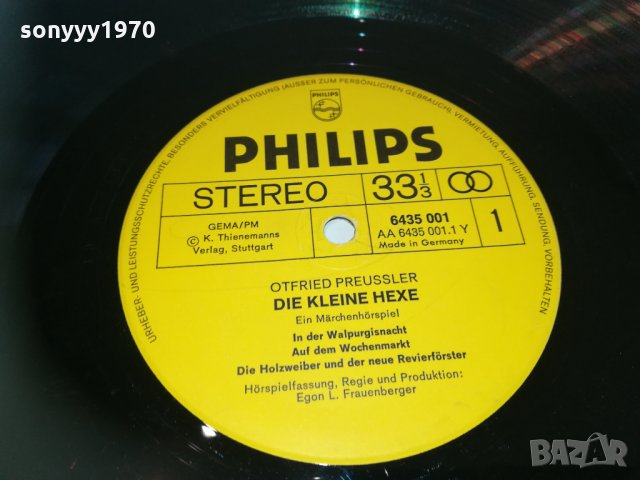 sonyyy1970
URHEBER- UND LEISTUNGSSCHUTZRECHTE, BESONDERS VERVIELFÄLTIGUNG (AUSSER ZUM PERSÖNLICHEN GEBRAUCH), VERMIETUNG, AUFFÜHRUNG, SENDUNG, VORBEHALTEN
PHILIPS
PHILIPS
STEREO 33 1/3
GEMA/PM
© K. Thienemanns
Verlag, Stuttgart
6435 001
AA 6435 001.1 Y
Made in Germany
1
OTFRIED PREUSSLER
DIE KLEINE HEXE
Ein Märchenhörspiel
In der Walpurgisnacht
Auf dem Wochenmarkt
Die Holzweiber und der neue Revierförster
Hörspielfassung, Regie und Produktion:
Egon L. Frauenberger
BAZAR
bg